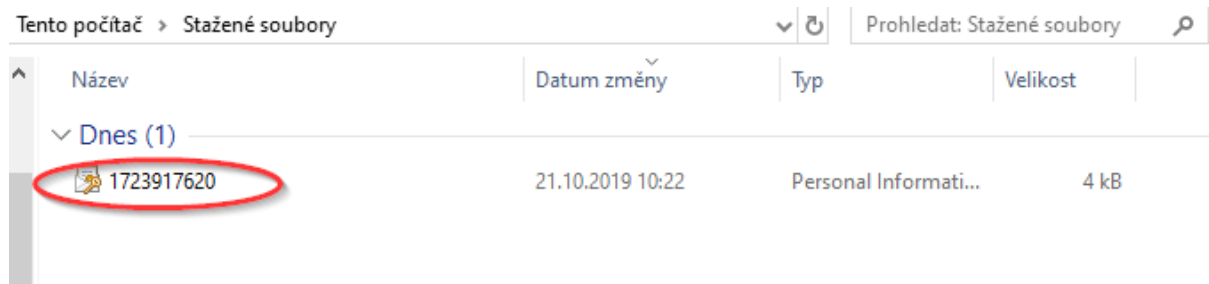 Tento počítač > Stažené soubory Prohledat: Stažené soubory
Název Datum změny Typ Velikost
Dnes (1)
1723917620 21.10.2019 10:22 Personal Informati... 4 kB